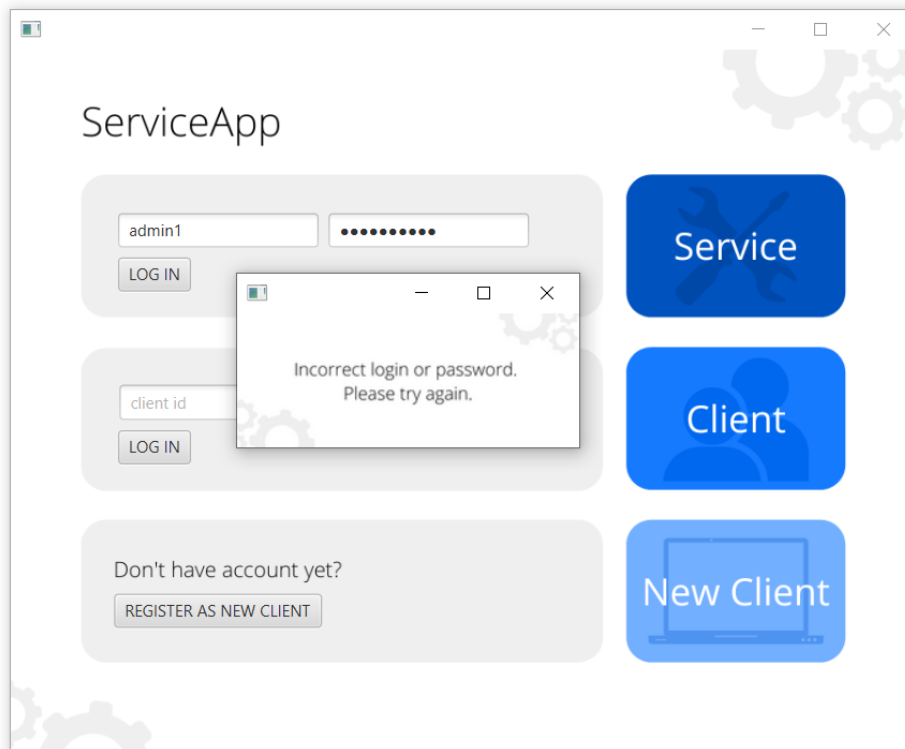 ServiceApp
admin1 ••••••••••
LOG IN
Service
Incorrect login or password.
Please try again.
client id
LOG IN
Client
Don't have account yet?
REGISTER AS NEW CLIENT
New Client